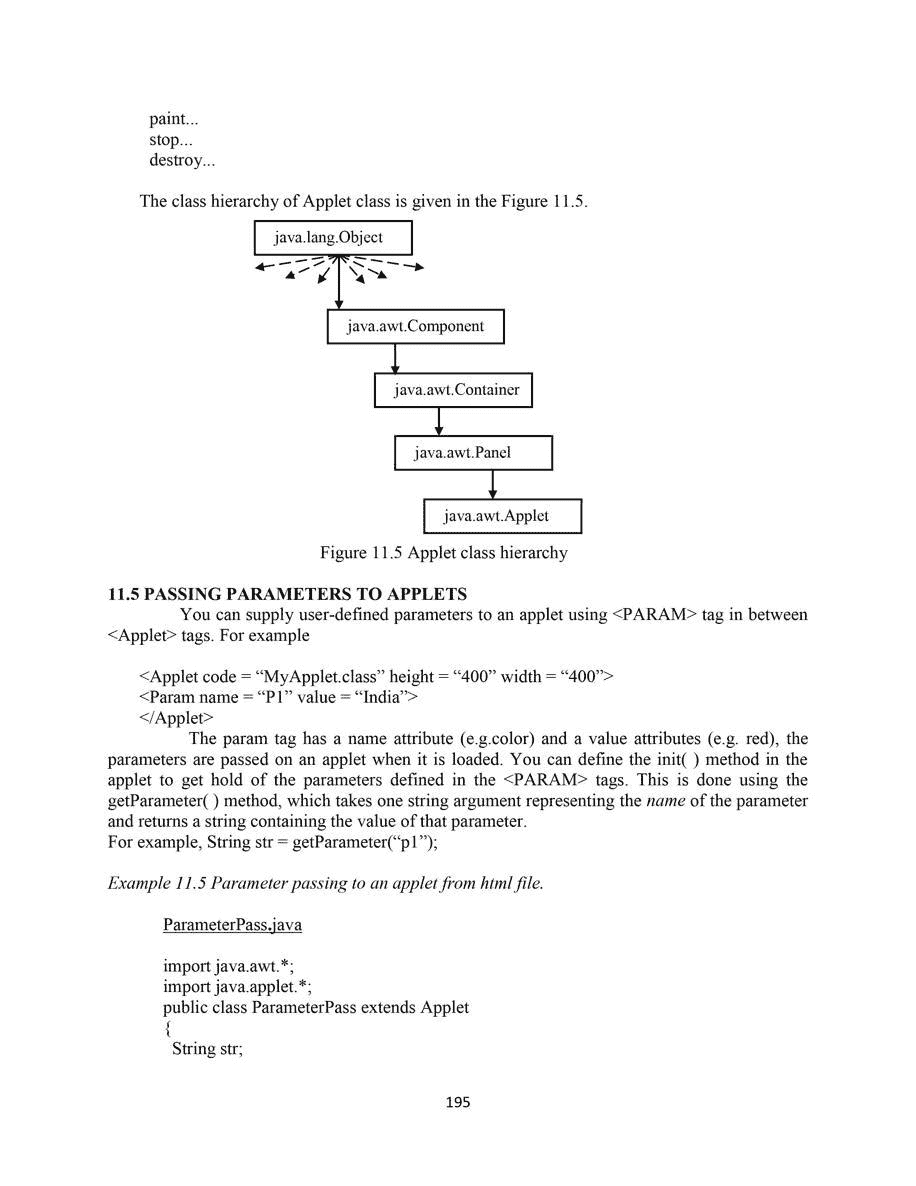 paint...
stop...
destroy...
The class hierarchy of Applet class is given in the Figure 11.5.
java.lang.Object
java.awt.Component
java.awt.Container
java.awt.Panel
java.awt.Applet
Figure 11.5 Applet class hierarchy
11.5 PASSING PARAMETERS TO APPLETS
You can supply user-defined parameters to an applet using <PARAM> tag in between
<Applet> tags. For example
<Applet code = “MyApplet.class” height = “400” width = “400”>
<Param name = “P1” value = “India”>
</Applet>
The param tag has a name attribute (e.g.color) and a value attributes (e.g. red), the
parameters are passed on an applet when it is loaded. You can define the init( ) method in the
applet to get hold of the parameters defined in the <PARAM> tags. This is done using the
getParameter( ) method, which takes one string argument representing the name of the parameter
and returns a string containing the value of that parameter.
For example, String str = getParameter(“p1”);
Example 11.5 Parameter passing to an applet from html file.
ParameterPass.java
import java.awt.*;
import java.applet.*;
public class ParameterPass extends Applet
{
String str;
195